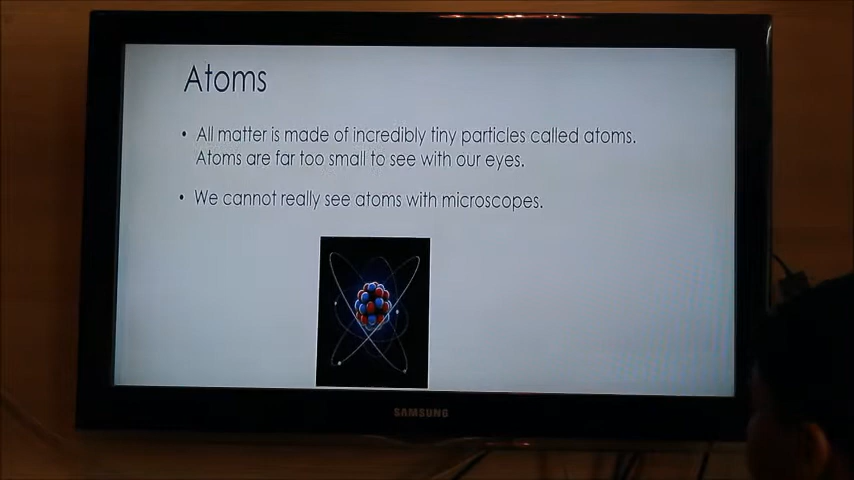 Atoms
• All matter is made of incredibly tiny particles called atoms.
Atoms are far too small to see with our eyes.
• We cannot really see atoms with microscopes.
SAMSUNG